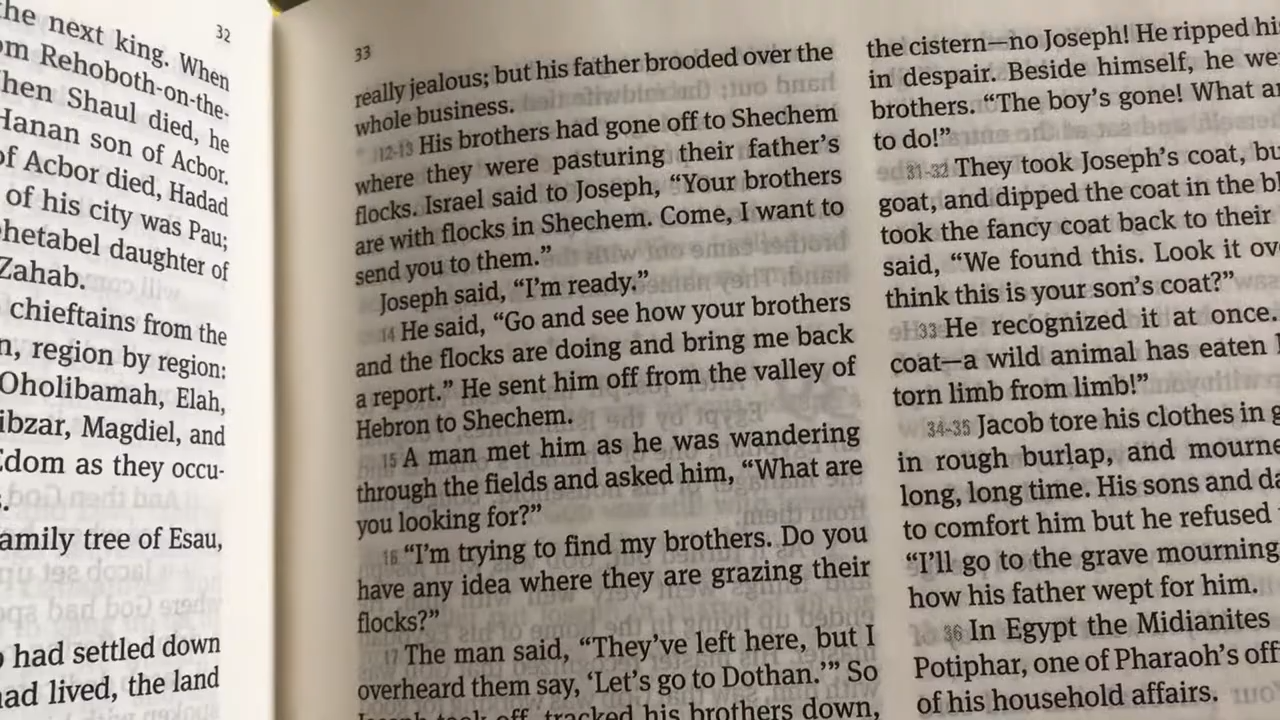 32
the next king. When
om Rehoboth-on-the-
hen Shaul died, he
Hanan son of Acbor.
of Acbor died, Hadad
of his city was Pau;
hetabel daughter of
Zahab.
chieftains from the
n, region by region:
Oholibamah, Elah,
ibzar, Magdiel, and
Edom as they occu-
s.
amily tree of Esau,
had settled down
had lived, the land
33
really jealous; but his father brooded over the
whole business.
12-13 His brothers had gone off to Shechem
where they were pasturing their father's
flocks. Israel said to Joseph, “Your brothers
are with flocks in Shechem. Come, I want to
send you to them.”
Joseph said, “I'm ready.”
14 He said, “Go and see how your brothers
and the flocks are doing and bring me back
a report.” He sent him off from the valley of
Hebron to Shechem.
15 A man met him as he was wandering
through the fields and asked him, “What are
you looking for?”
16 “I'm trying to find my brothers. Do you
have any idea where they are grazing their
flocks?”
17 The man said, “They've left here, but I
overheard them say, ‘Let's go to Dothan.’” So
Joseph took off, tracked his brothers down,
the cistern—no Joseph! He ripped his
in despair. Beside himself, he we
brothers. “The boy's gone! What a
to do!”
31-32 They took Joseph's coat, bu
goat, and dipped the coat in the bl
took the fancy coat back to their
said, “We found this. Look it ov
think this is your son's coat?”
33 He recognized it at once.
coat—a wild animal has eaten
torn limb from limb!”
34-35 Jacob tore his clothes in g
in rough burlap, and mourne
long, long time. His sons and da
to comfort him but he refused
“I'll go to the grave mourning
how his father wept for him.
36 In Egypt the Midianites
Potiphar, one of Pharaoh's off
of his household affairs.